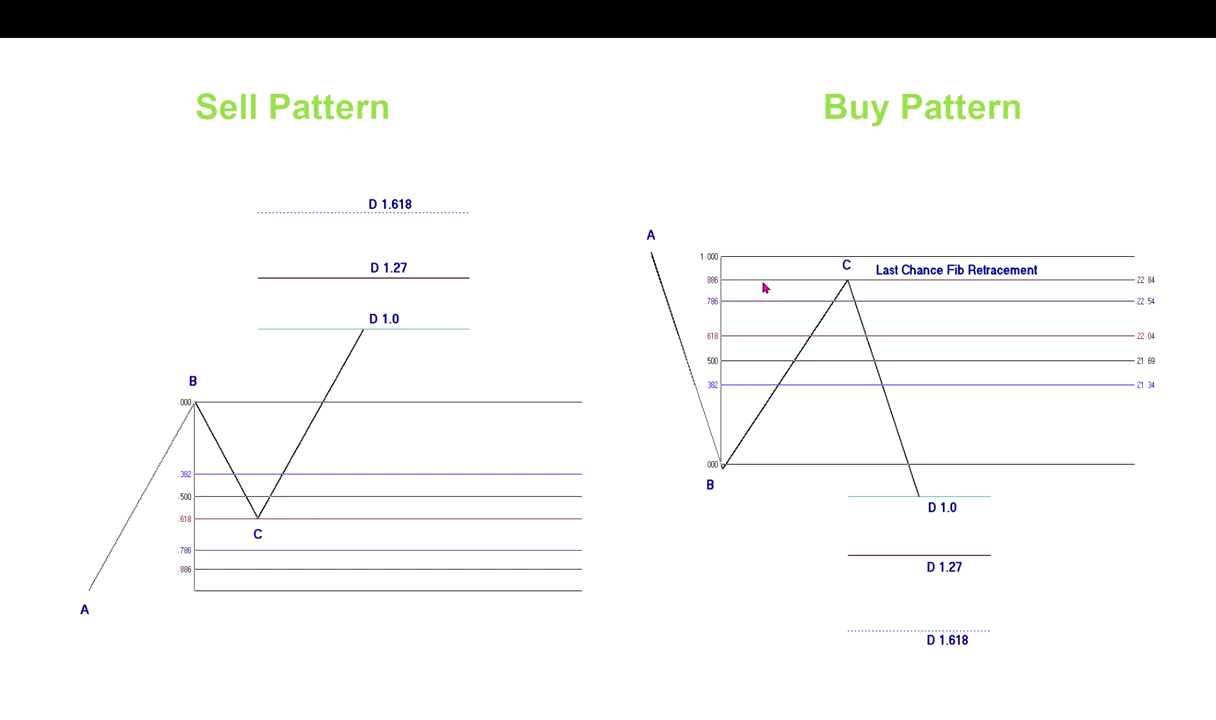 Sell Pattern
Buy Pattern
D 1.618
D 1.27
D 1.0
B
.000
.382
.500
.618
C
.786
.886
A
A
1.000
C
Last Chance Fib Retracement
.886
22.84
.786
22.54
.618
22.04
.500
21.69
.382
21.34
.000
B
D 1.0
D 1.27
D 1.618